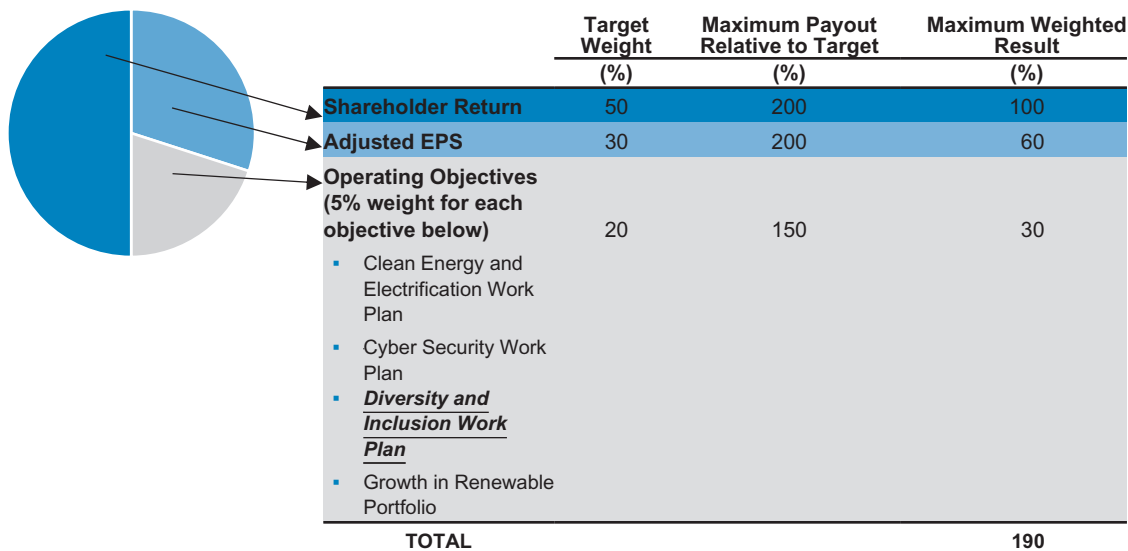 Target Weight Maximum Payout Relative to Target Maximum Weighted Result
(%) (%) (%)
Shareholder Return 50 200 100
Adjusted EPS 30 200 60
Operating Objectives
(5% weight for each
objective below) 20 150 30
▪ Clean Energy and
Electrification Work
Plan
▪ Cyber Security Work
Plan
▪ Diversity and
Inclusion Work
Plan
▪ Growth in Renewable
Portfolio
TOTAL 190